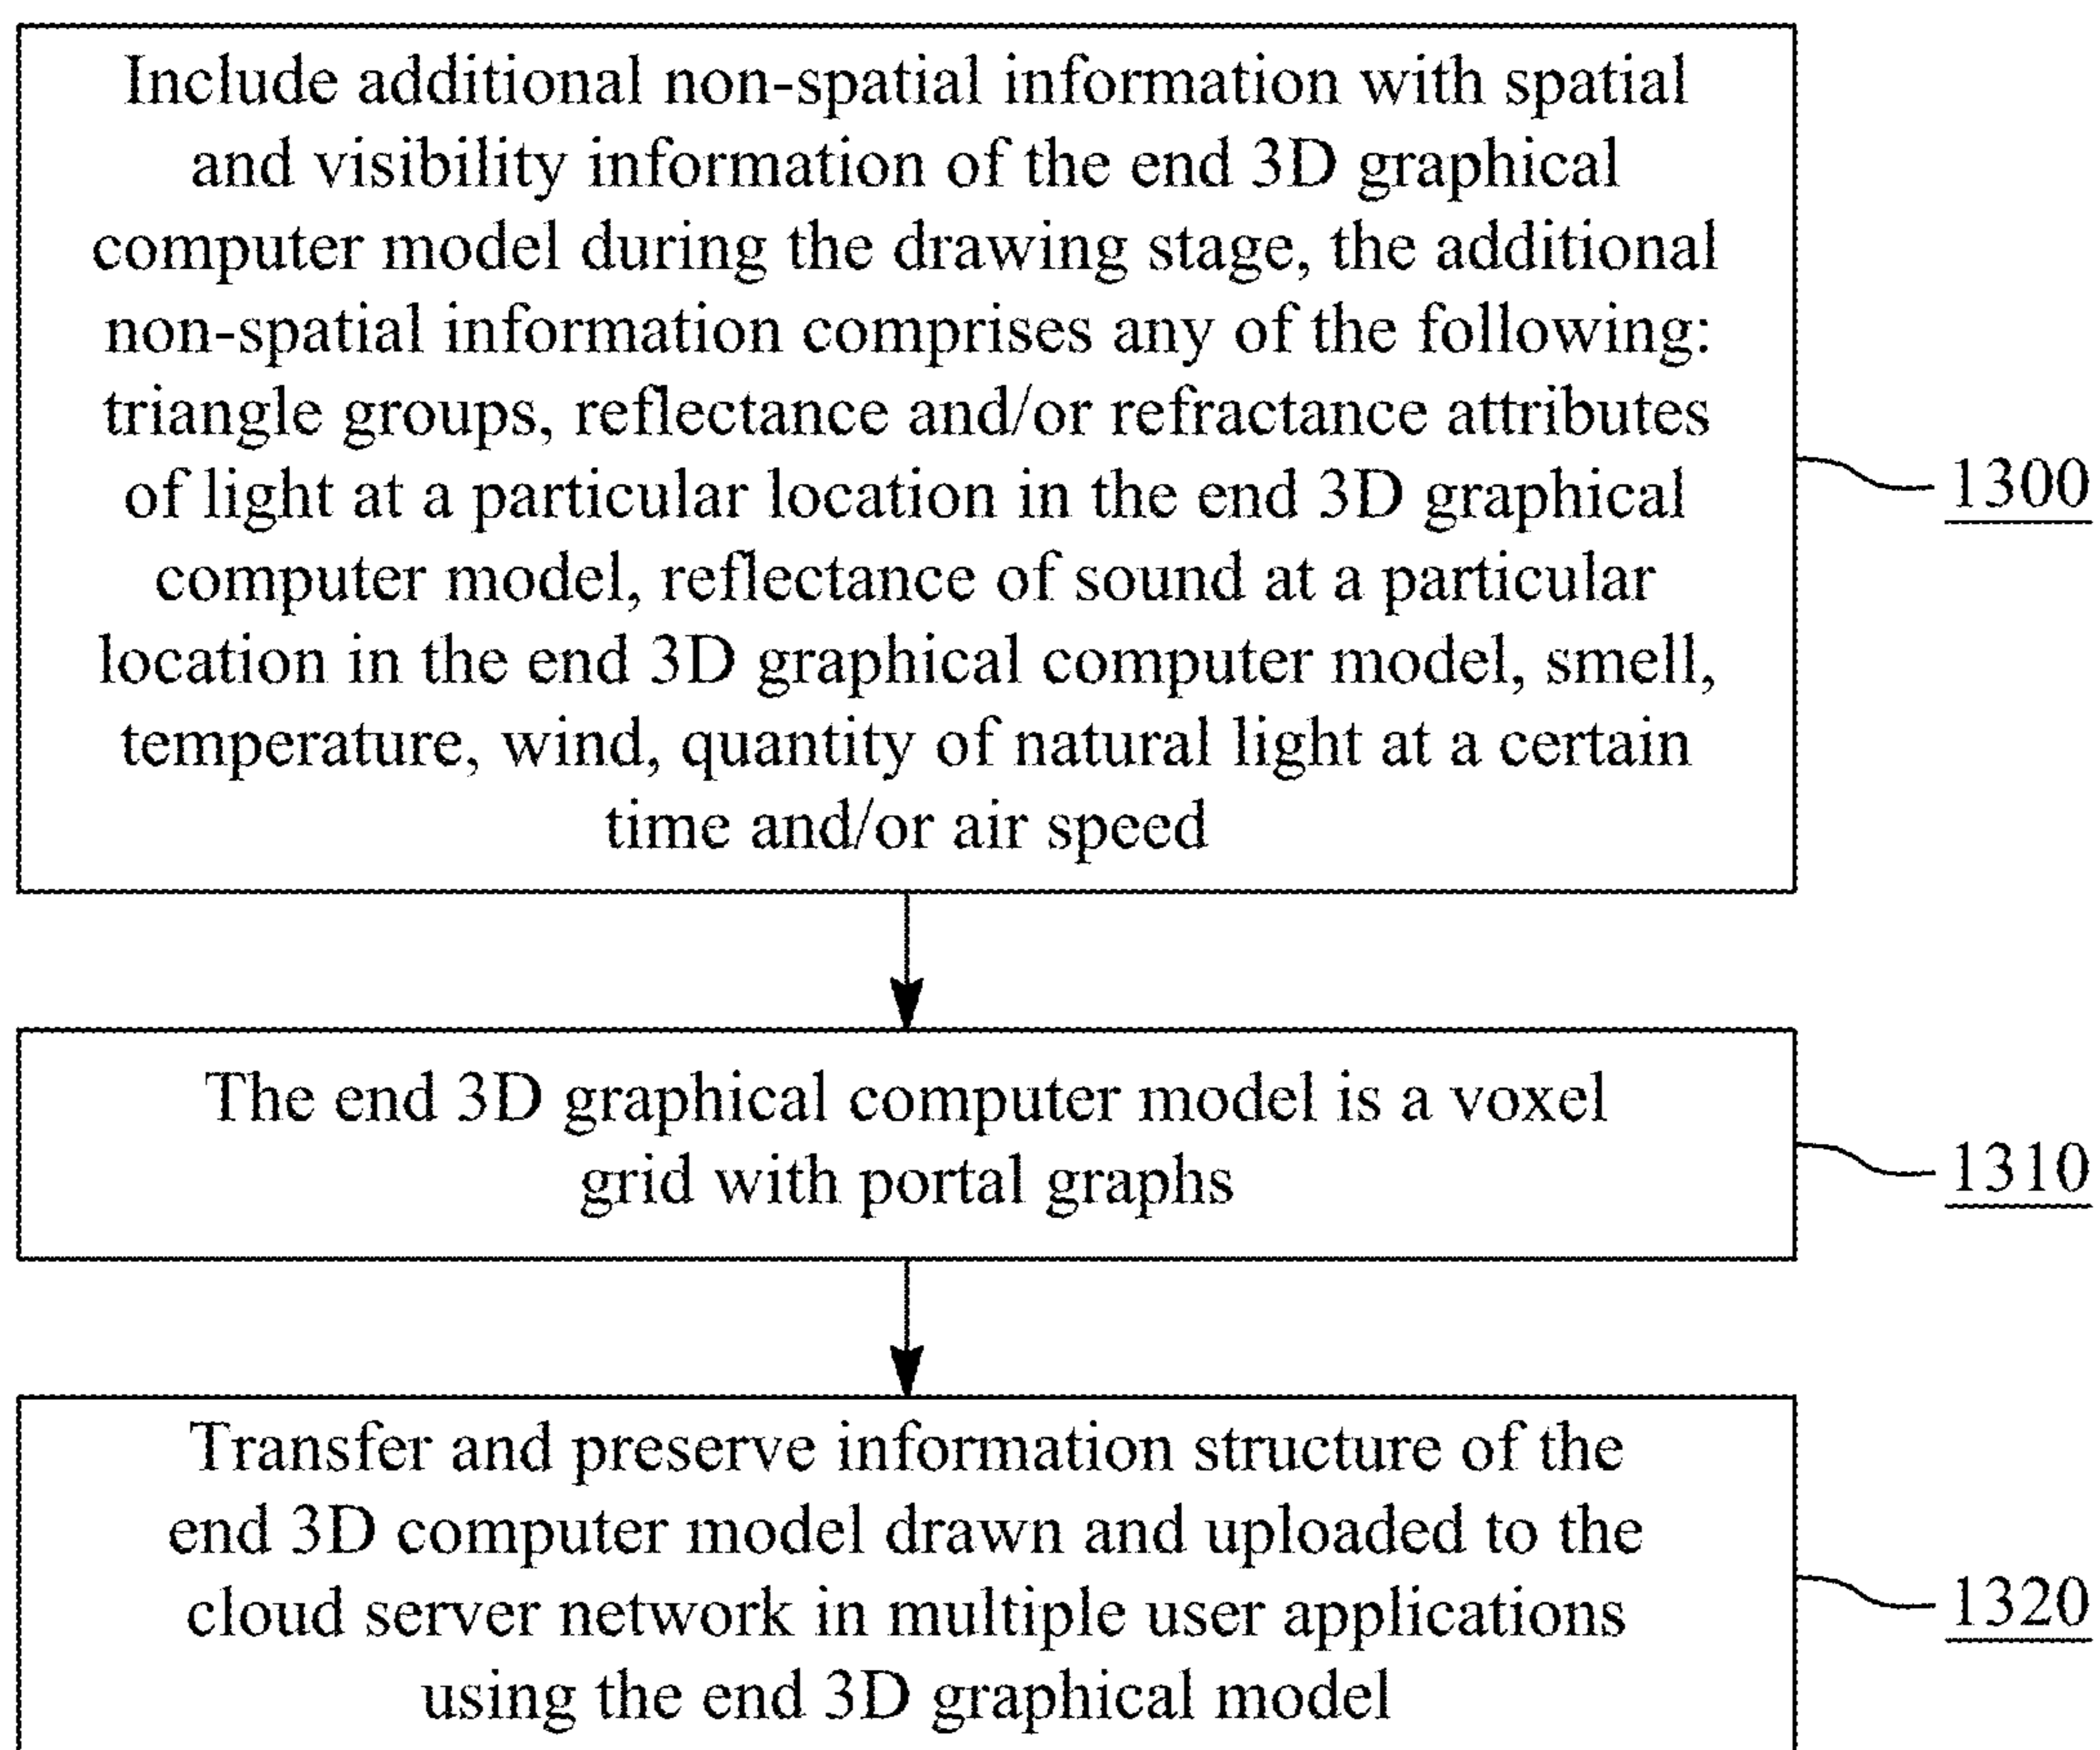 Include additional non-spatial information with spatial
and visibility information of the end 3D graphical
computer model during the drawing stage, the additional
non-spatial information comprises any of the following:
triangle groups, reflectance and/or refractance attributes
of light at a particular location in the end 3D graphical
computer model, reflectance of sound at a particular
location in the end 3D graphical computer model, smell,
temperature, wind, quantity of natural light at a certain
time and/or air speed
1300
The end 3D graphical computer model is a voxel
grid with portal graphs
1310
Transfer and preserve information structure of the
end 3D computer model drawn and uploaded to the
cloud server network in multiple user applications
using the end 3D graphical model
1320